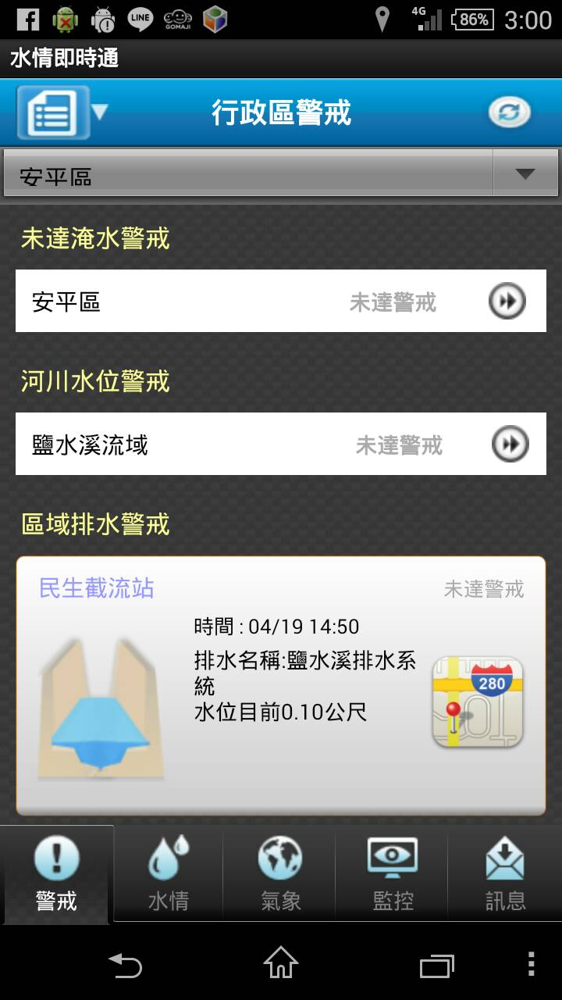 LINE
GOMAJI
4G
86%
3:00
水情即時通
行政區警戒
安平區
未達淹水警戒
安平區
未達警戒
河川水位警戒
鹽水溪流域
未達警戒
區域排水警戒
民生截流站
未達警戒
時間 : 04/19 14:50
排水名稱:鹽水溪排水系
統
水位目前0.10公尺
280
警戒
水情
氣象
監控
訊息